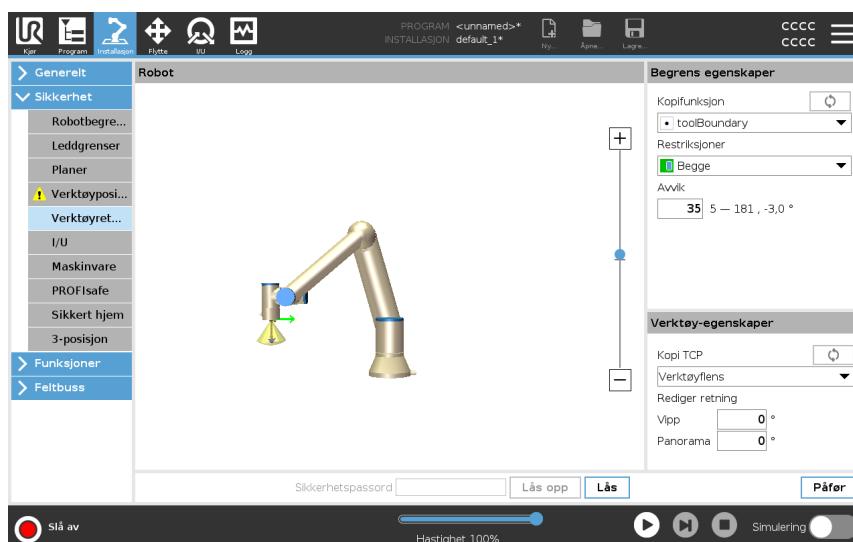 Kjør
Program
Installasjon
Flytte
I/U
Logg
PROGRAM <unnamed>*
INSTALLASJON default_1*
Ny...
Åpne...
Lagre...
cccc
cccc
Generelt
Sikkerhet
Robotbegre...
Leddgrenser
Planer
Verktøyposi...
Verktøyret...
I/U
Maskinvare
PROFIsafe
Sikkert hjem
3-posisjon
Funksjoner
Feltbuss
Robot
Begrens egenskaper
Kopifunksjon
toolBoundary
Restriksjoner
Begge
Avvik
35 5 — 181 , -3,0 °
Verktøy-egenskaper
Kopi TCP
Verktøyflens
Rediger retning
Vipp 0 °
Panorama 0 °
Sikkerhetspassord Lås opp Lås
Påfør
Slå av
Hastighet 100%
Simulering